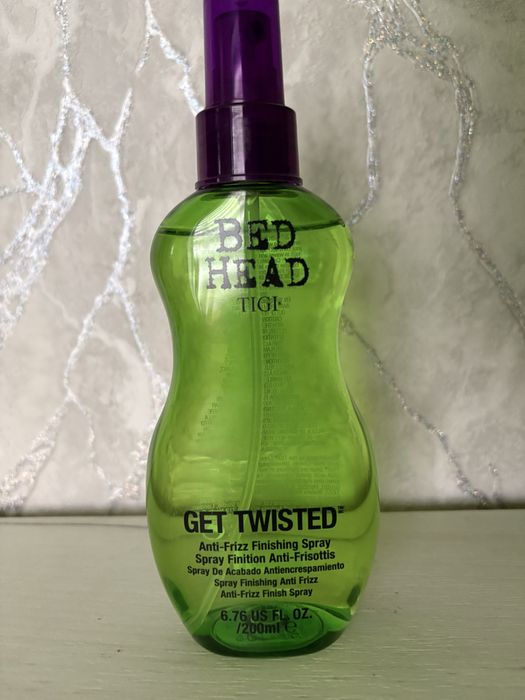 BED
HEAD
TIGI
GET TWISTED™
Anti-Frizz Finishing Spray
Spray Finition Anti-Frisottis
Spray De Acabado Antiencrespamiento
Spray Finishing Anti Frizz
Anti-Frizz Finish Spray
6.76 US FL. OZ.
/200ml ℮